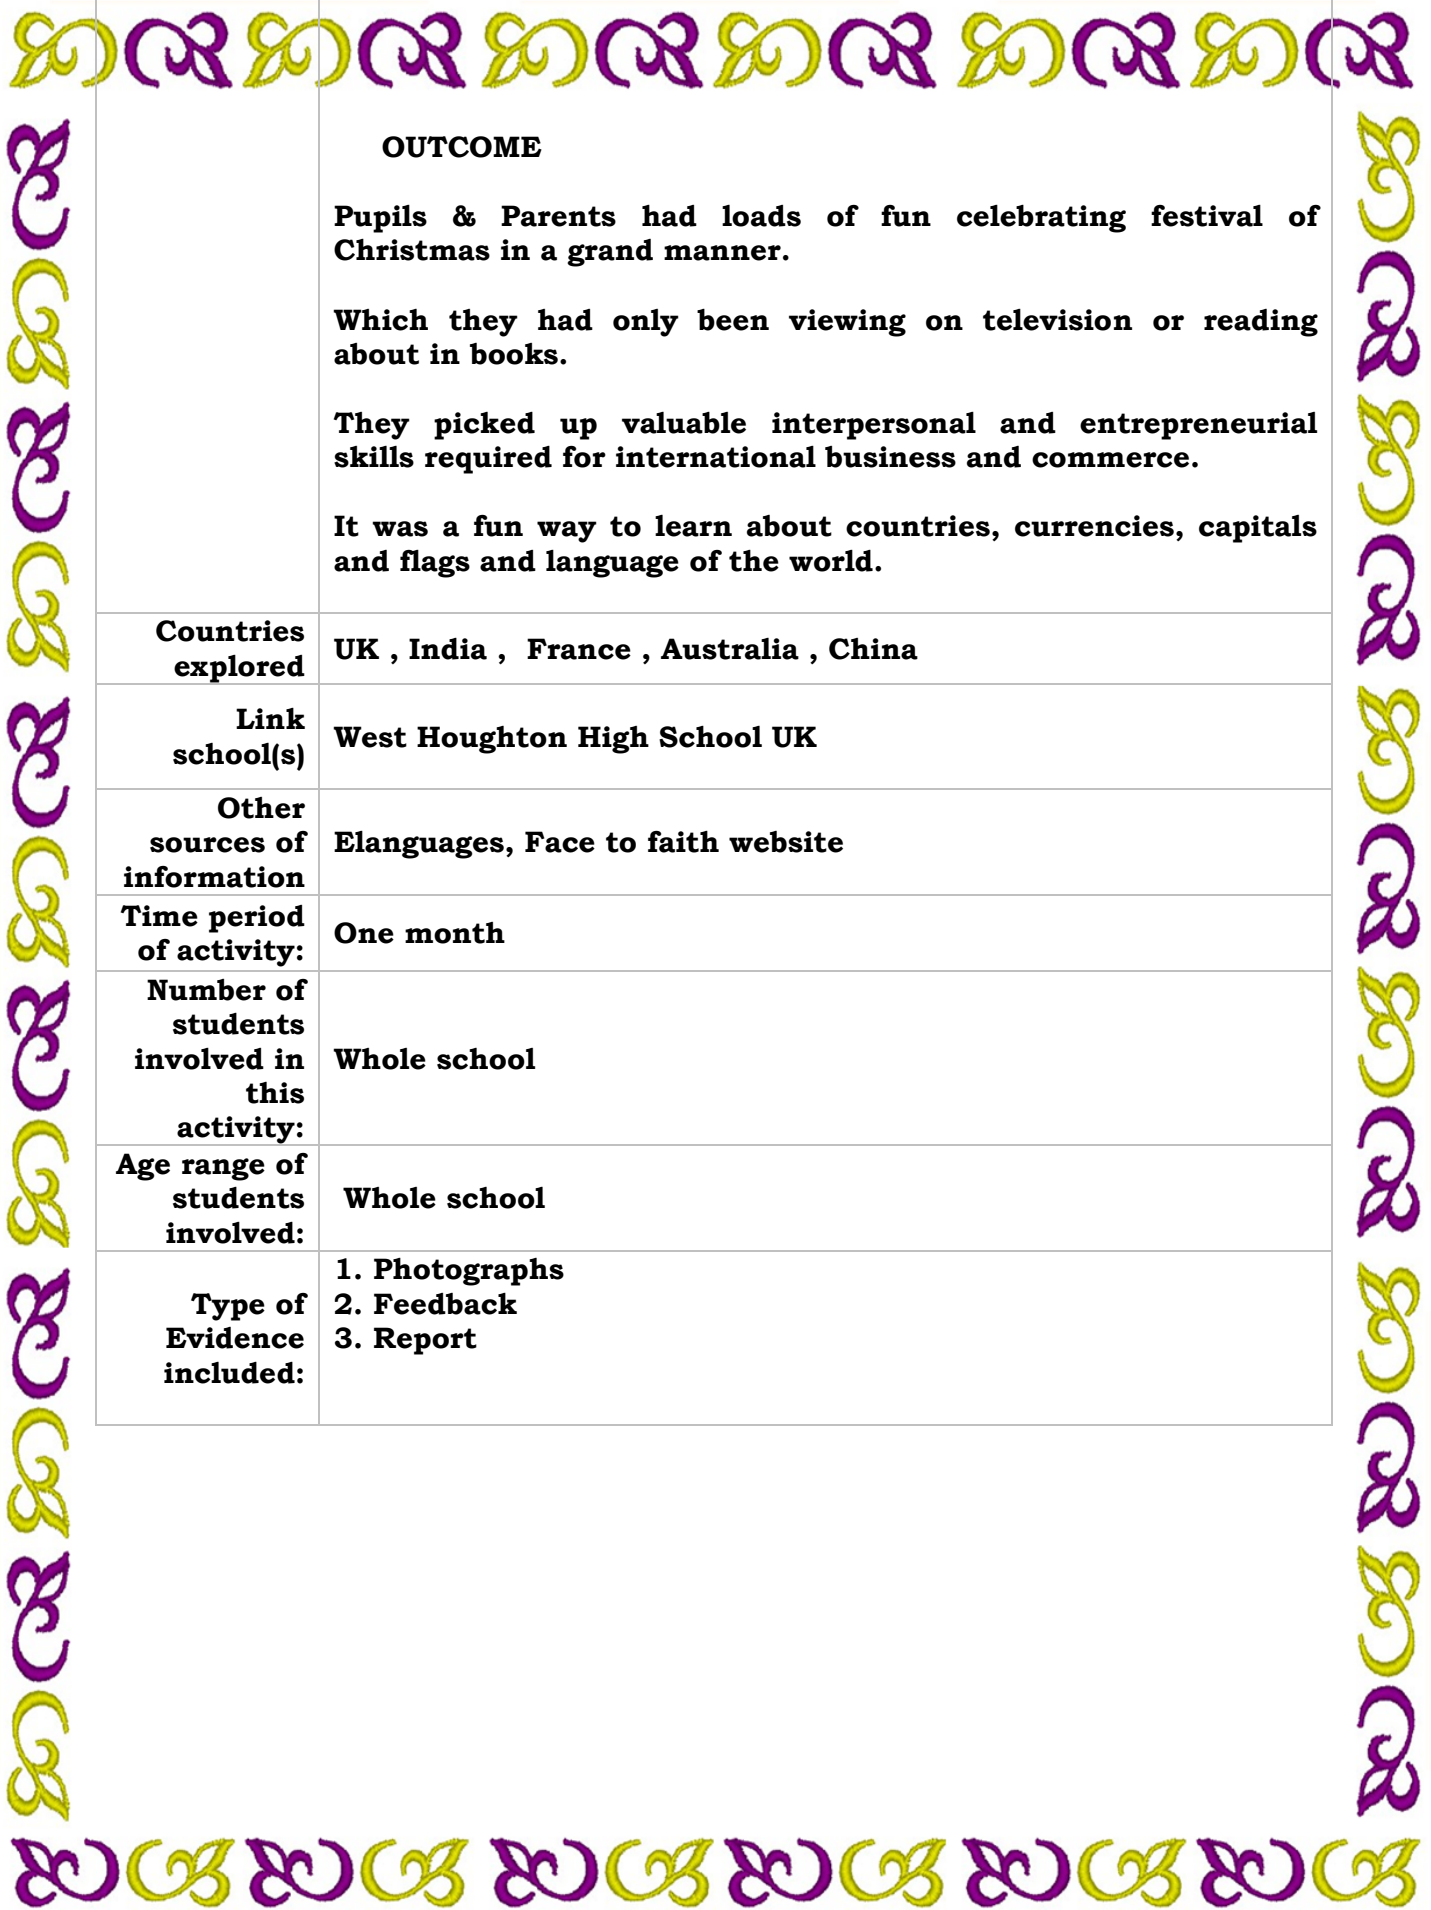 OUTCOME
Pupils & Parents had loads of fun celebrating festival of
Christmas in a grand manner.
Which they had only been viewing on television or reading
about in books.
They picked up valuable interpersonal and entrepreneurial
skills required for international business and commerce.
It was a fun way to learn about countries, currencies, capitals
and flags and language of the world.
Countries
explored
UK , India ,  France , Australia , China
Link
school(s)
West Houghton High School UK
Other
sources of
information
Elanguages, Face to faith website
Time period
of activity:
One month
Number of
students
involved in
this
activity:
Whole school
Age range of
students
involved:
Whole school
Type of
Evidence
included:
1. Photographs
2. Feedback
3. Report